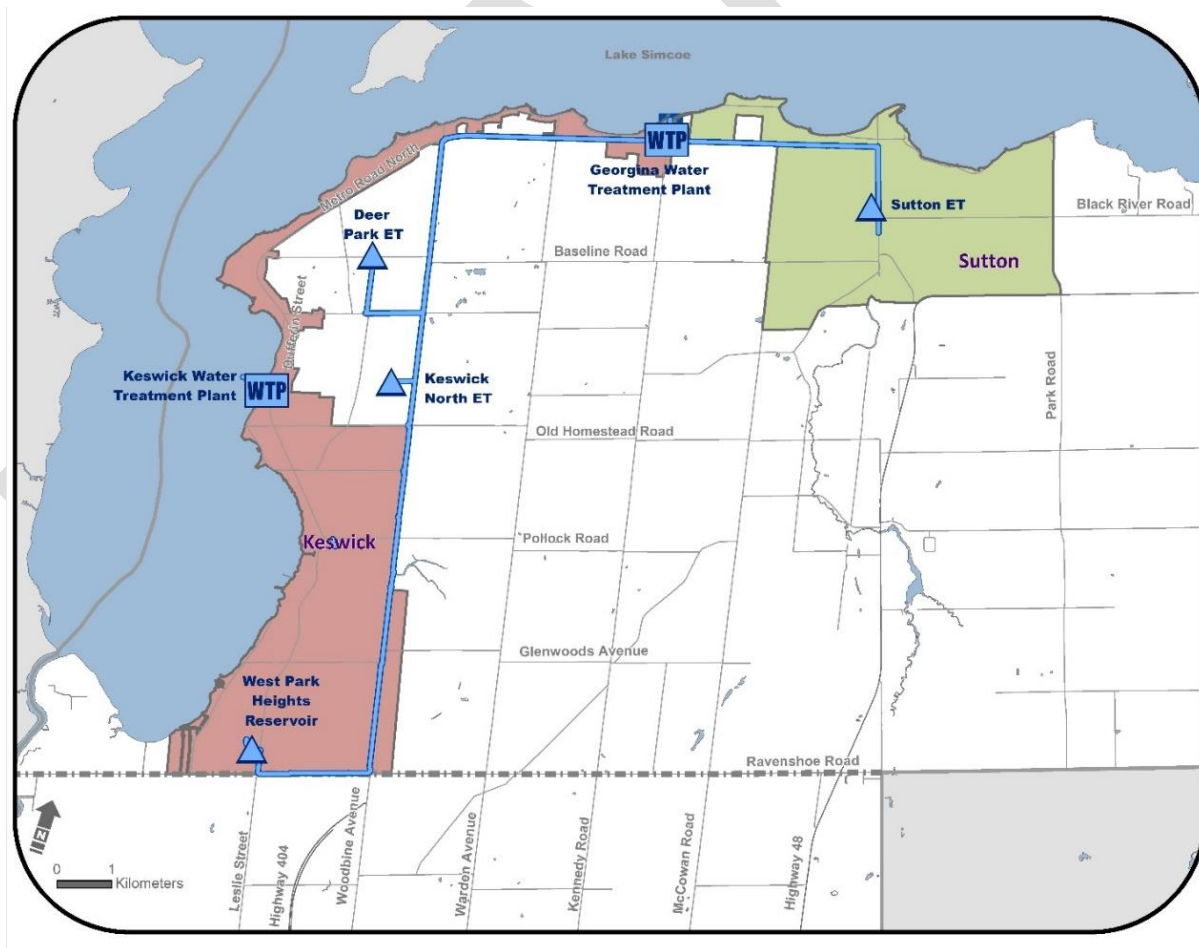 Lake Simcoe
WTP
Georgina Water
Treatment Plant
Metro Road North
Deer
Park ET
Sutton ET
Black River Road
Baseline Road
Sutton
Dufferin Street
Keswick Water
Treatment Plant
WTP
Keswick
North ET
Park Road
Old Homestead Road
Keswick
Pollock Road
Glenwoods Avenue
West Park
Heights
Reservoir
Ravenshoe Road
N
0 1
Kilometers
Leslie Street
Highway 404
Woodbine Avenue
Warden Avenue
Kennedy Road
McCowan Road
Highway 48